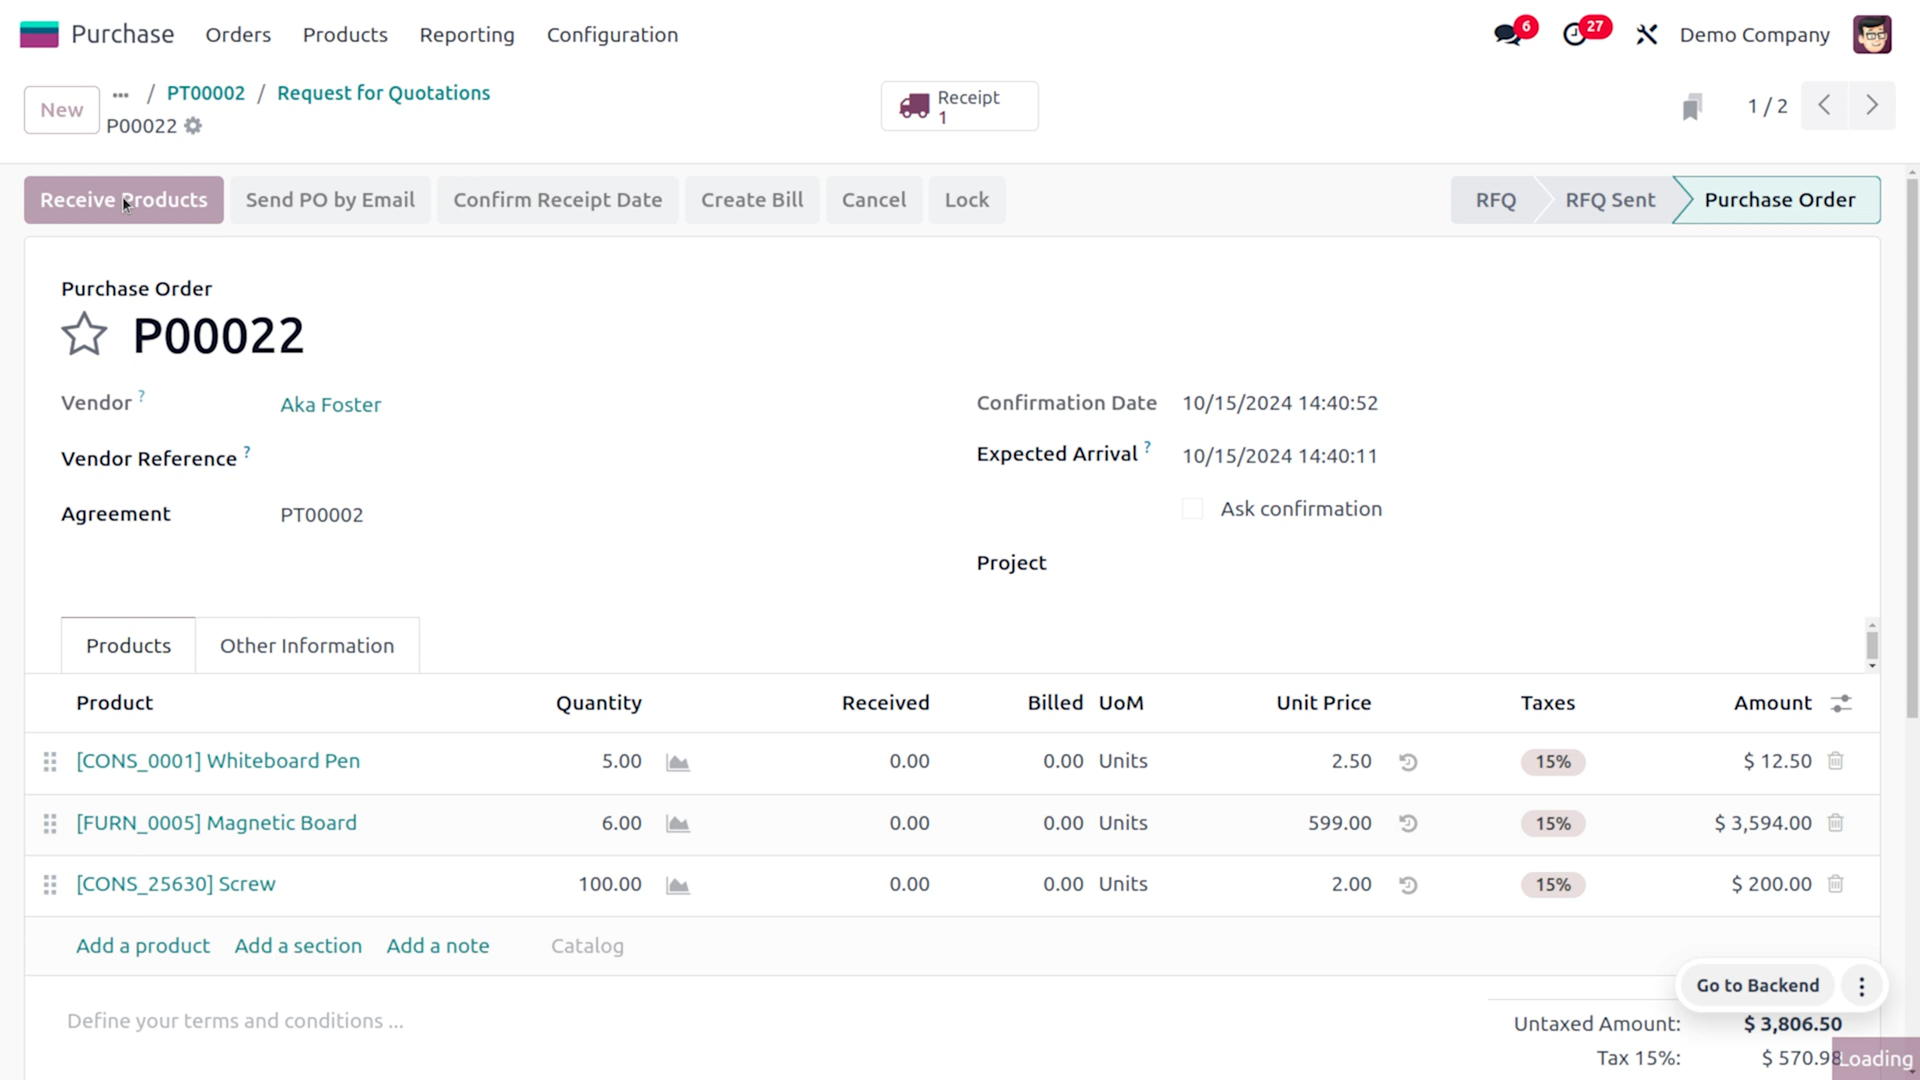 Purchase Orders Products Reporting Configuration 6 27 Demo Company
New ... / PT00002 / Request for Quotations
P00022
Receipt
1
1 / 2
Receive Products Send PO by Email Confirm Receipt Date Create Bill Cancel Lock RFQ RFQ Sent Purchase Order
Purchase Order
P00022
Vendor ? Aka Foster
Confirmation Date 10/15/2024 14:40:52
Vendor Reference ?
Expected Arrival ? 10/15/2024 14:40:11
Agreement PT00002
Ask confirmation
Project
Products Other Information
Product Quantity Received Billed UoM Unit Price Taxes Amount
[CONS_0001] Whiteboard Pen 5.00 0.00 0.00 Units 2.50 15% $ 12.50
[FURN_0005] Magnetic Board 6.00 0.00 0.00 Units 599.00 15% $ 3,594.00
[CONS_25630] Screw 100.00 0.00 0.00 Units 2.00 15% $ 200.00
Add a product Add a section Add a note Catalog
Go to Backend
Define your terms and conditions ...
Untaxed Amount: $ 3,806.50
Tax 15%: $ 570.98
Loading